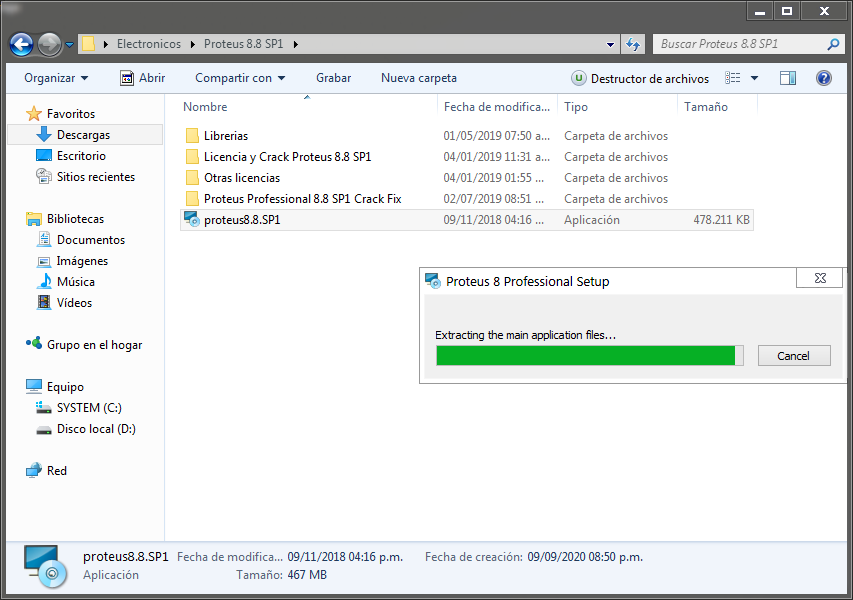 Electronicos Proteus 8.8 SP1
Buscar Proteus 8.8 SP1
Organizar Abrir Compartir con Grabar Nueva carpeta Destructor de archivos
Favoritos
Descargas
Escritorio
Sitios recientes
Bibliotecas
Documentos
Imágenes
Música
Vídeos
Grupo en el hogar
Equipo
SYSTEM (C:)
Disco local (D:)
Red
Nombre Fecha de modifica... Tipo Tamaño
Librerias 01/05/2019 07:50 a... Carpeta de archivos
Licencia y Crack Proteus 8.8 SP1 04/01/2019 11:31 a... Carpeta de archivos
Otras licencias 04/01/2019 01:55 ... Carpeta de archivos
Proteus Professional 8.8 SP1 Crack Fix 02/07/2019 08:51 ... Carpeta de archivos
proteus8.8.SP1 09/11/2018 04:16 ... Aplicación 478.211 KB
Proteus 8 Professional Setup
Extracting the main application files...
Cancel
proteus8.8.SP1 Fecha de modifica... 09/11/2018 04:16 p.m. Fecha de creación: 09/09/2020 08:50 p.m.
Aplicación Tamaño: 467 MB